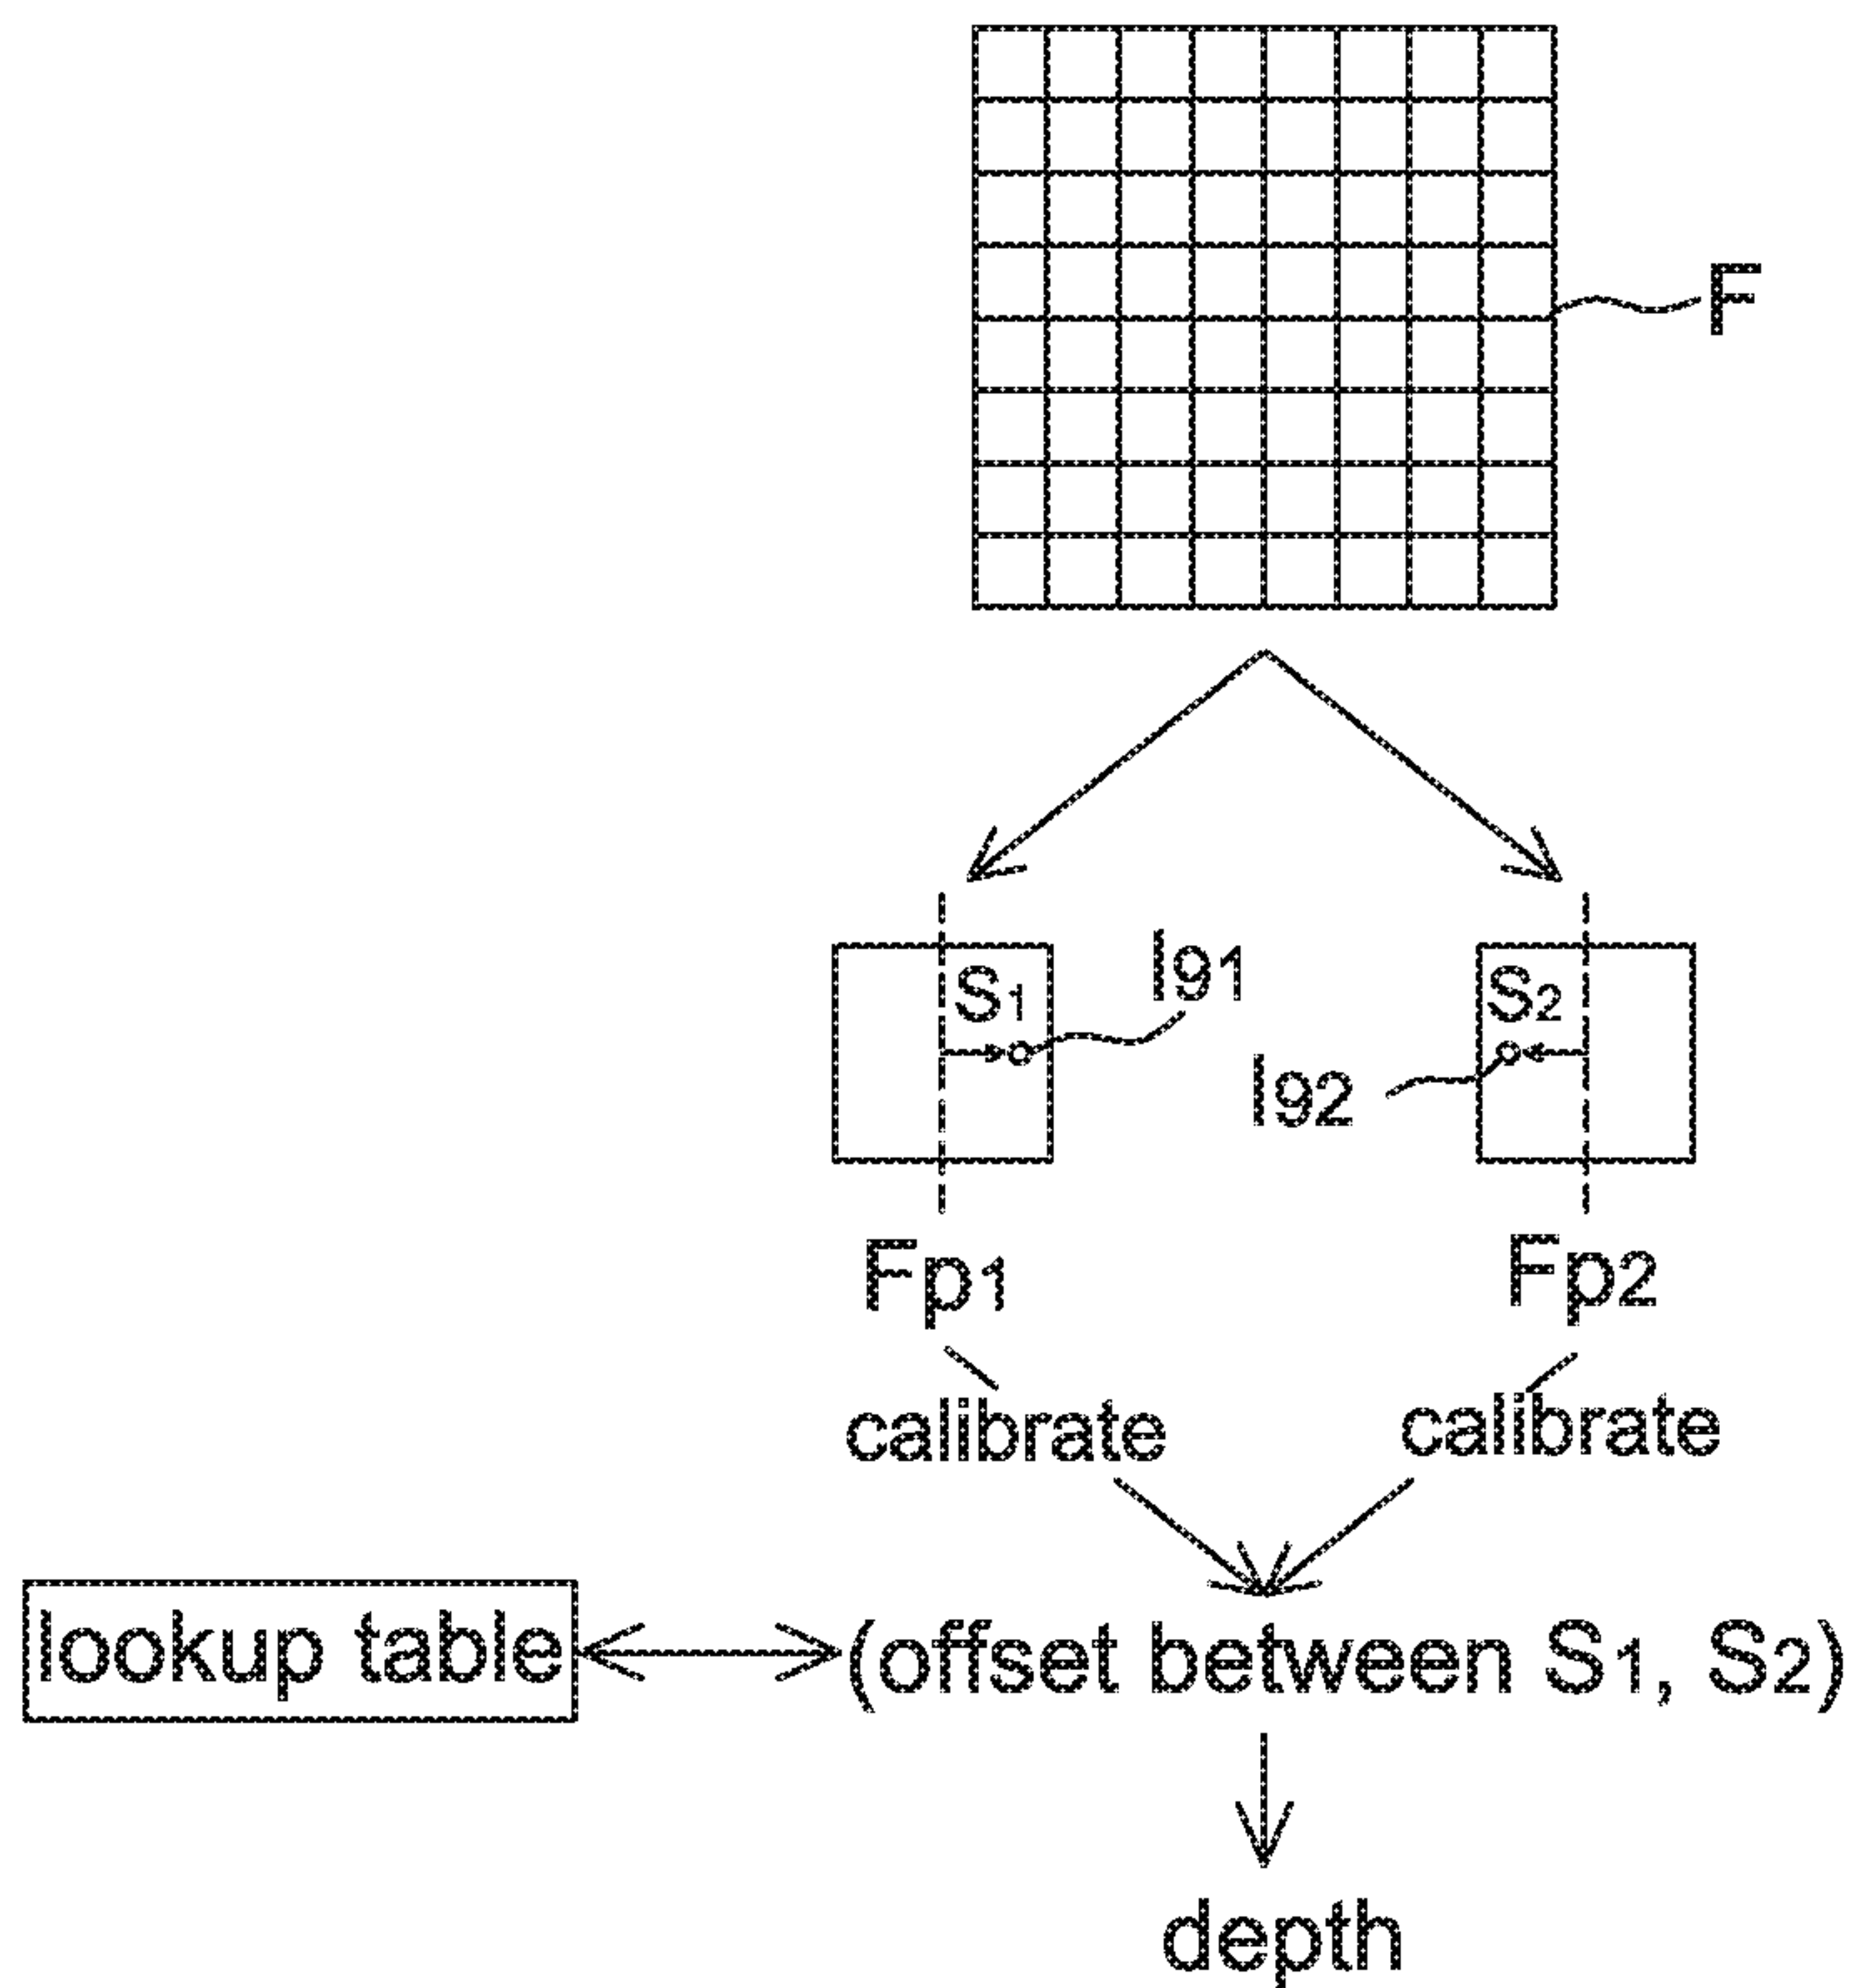 F
S1
I91
S2
I92
Fp1
Fp2
calibrate
calibrate
lookup table
(offset between S1, S2)
depth